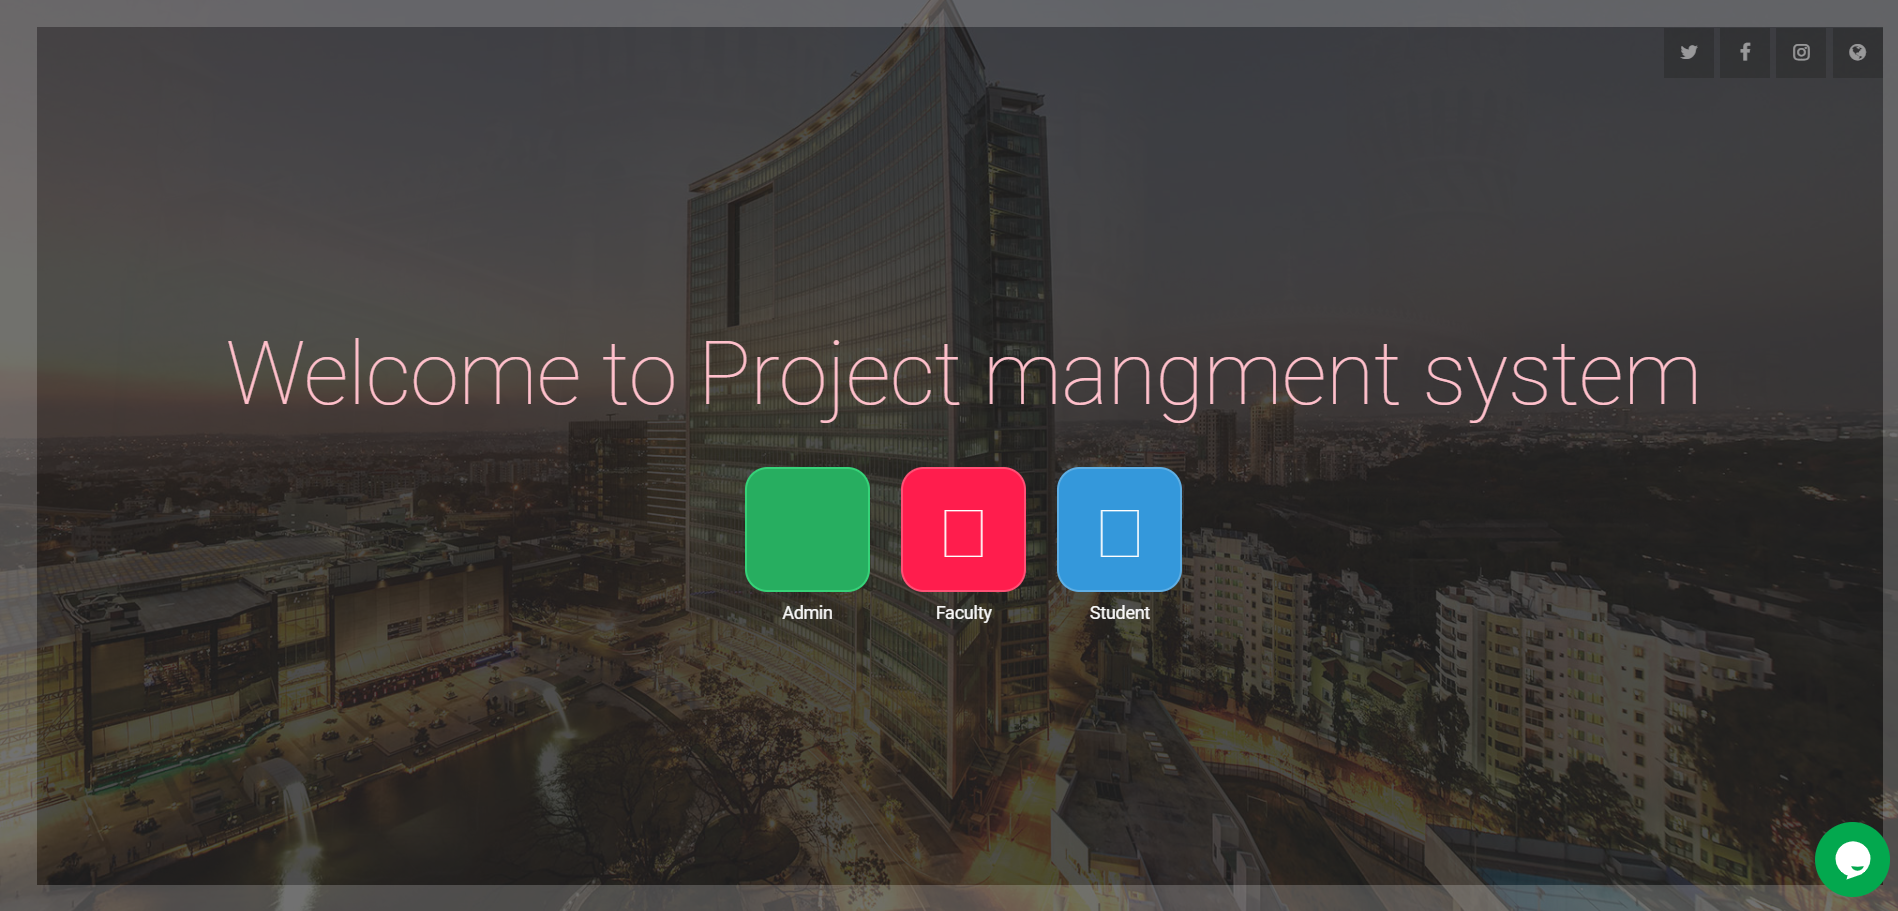 Welcome to Project mangment system
Admin
Faculty
Student